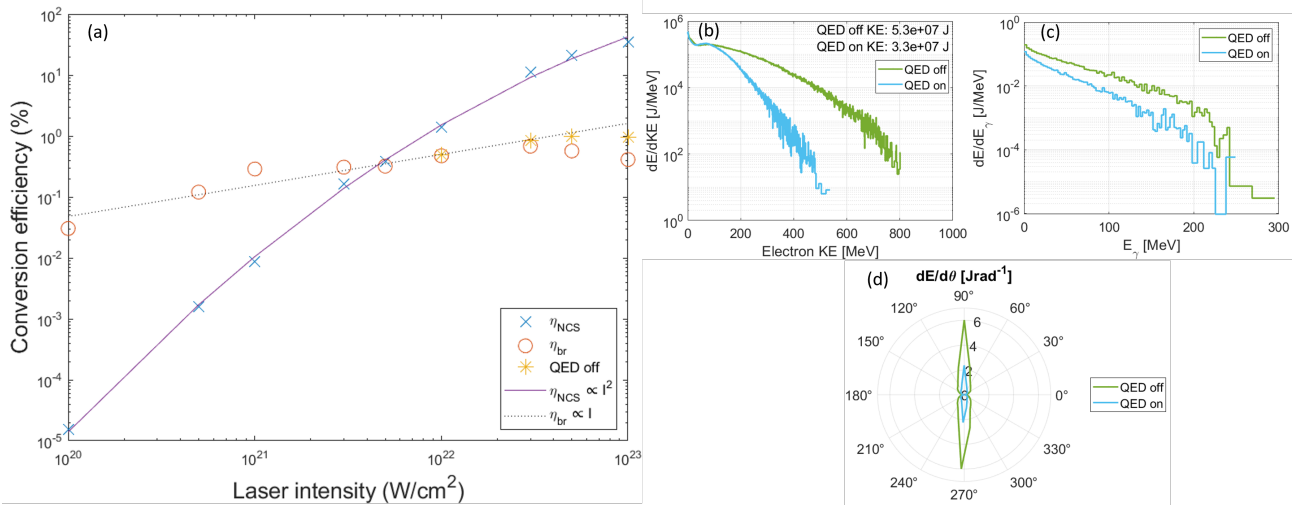 (a)
Conversion efficiency (%)
10^2
10^1
10^0
10^-1
10^-2
10^-3
10^-4
10^-5
10^20
10^21
10^22
10^23
Laser intensity (W/cm^2)
η_NCS
η_br
QED off
η_NCS ∝ I^2
η_br ∝ I
(b)
QED off KE: 5.3e+07 J
QED on KE: 3.3e+07 J
QED off
QED on
dE/dKE [J/MeV]
10^6
10^4
10^2
10^0
0
200
400
600
800
1000
Electron KE [MeV]
(c)
QED off
QED on
dE/dE_γ [J/MeV]
10^0
10^-2
10^-4
10^-6
0
100
200
300
E_γ [MeV]
(d)
dE/dθ [Jrad^-1]
90°
120°
60°
150°
30°
180°
0°
210°
330°
240°
300°
270°
6
4
2
0
QED off
QED on